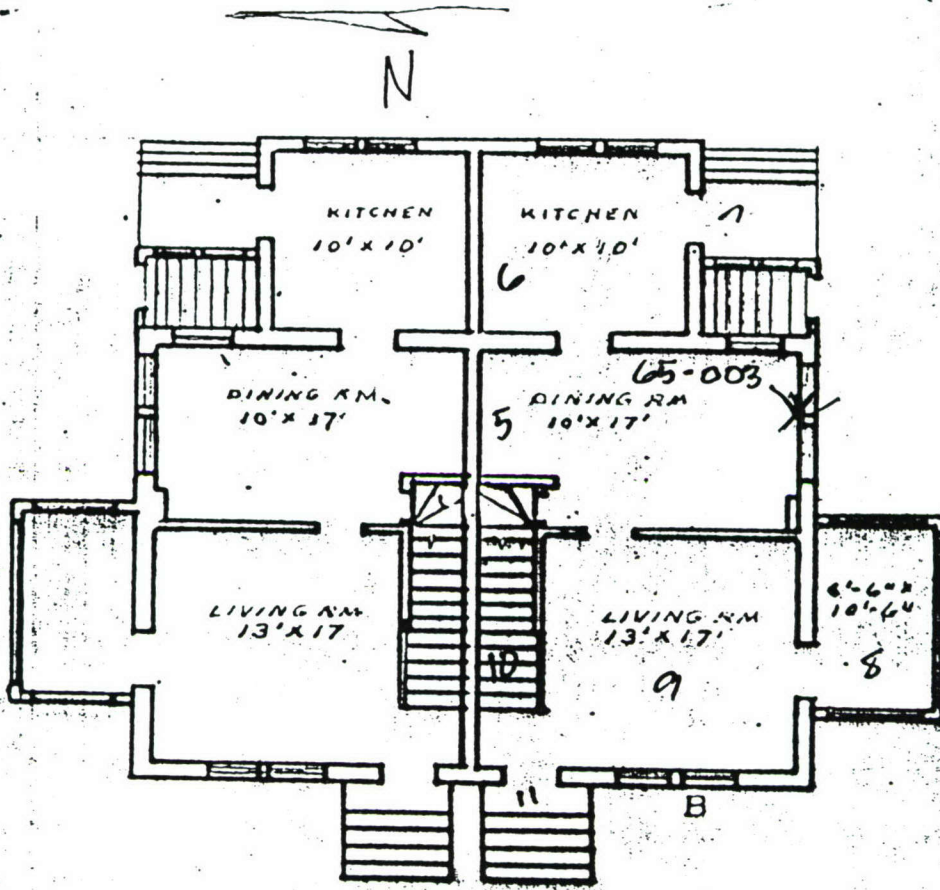 N
KITCHEN
10' X 10'
KITCHEN
10' X 10'
7
6
65-003
DINING RM.
10' X 17'
DINING RM
10' X 17'
5
LIVING RM
13' X 17'
LIVING RM
13' X 17'
10
9
8'-6" X
10'-6"
8
11
B